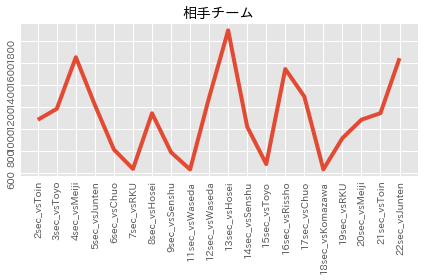 相手チーム
1800
1600
1400
1200
1000
800
600
2sec_vsToin
3sec_vsToyo
4sec_vsMeiji
5sec_vsJunten
6sec_vsChuo
7sec_vsRKU
8sec_vsHosei
9sec_vsSenshu
11sec_vsWaseda
12sec_vsWaseda
13sec_vsHosei
14sec_vsSenshu
15sec_vsToyo
16sec_vsRissho
17sec_vsChuo
18sec_vsKomazawa
19sec_vsRKU
20sec_vsMeiji
21sec_vsToin
22sec_vsJunten